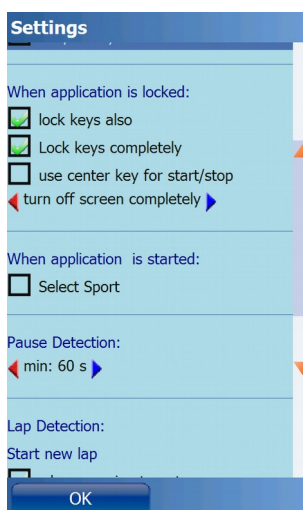 Settings
When application is locked:
lock keys also
Lock keys completely
use center key for start/stop
turn off screen completely
When application  is started:
Select Sport
Pause Detection:
min: 60 s
Lap Detection:
Start new lap
OK